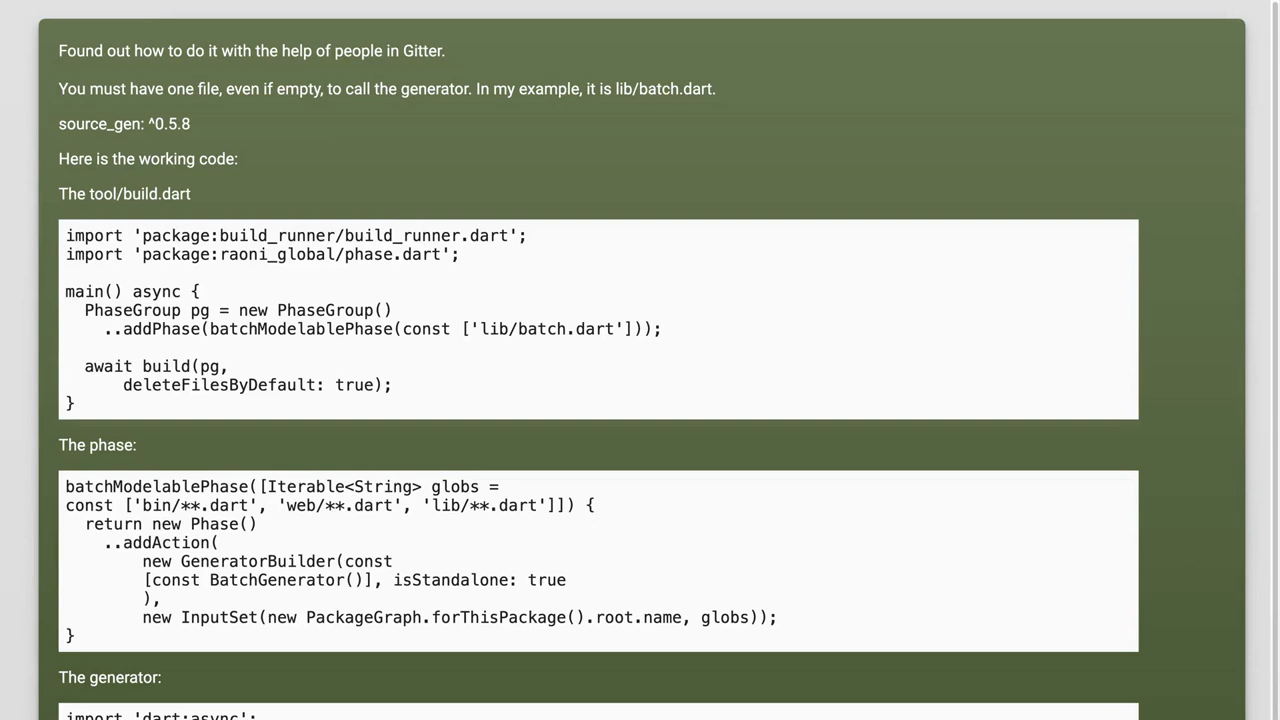 Found out how to do it with the help of people in Gitter.
You must have one file, even if empty, to call the generator. In my example, it is lib/batch.dart.
source_gen: ^0.5.8
Here is the working code:
The tool/build.dart
import 'package:build_runner/build_runner.dart';
import 'package:raoni_global/phase.dart';
main() async {
  PhaseGroup pg = new PhaseGroup()
    ..addPhase(batchModelablePhase(const ['lib/batch.dart']));
  await build(pg,
      deleteFilesByDefault: true);
}
The phase:
batchModelablePhase([Iterable<String> globs =
const ['bin/**.dart', 'web/**.dart', 'lib/**.dart']]) {
  return new Phase()
    ..addAction(
        new GeneratorBuilder(const
        [const BatchGenerator()], isStandalone: true
        ),
        new InputSet(new PackageGraph.forThisPackage().root.name, globs));
}
The generator:
import 'dart:async';